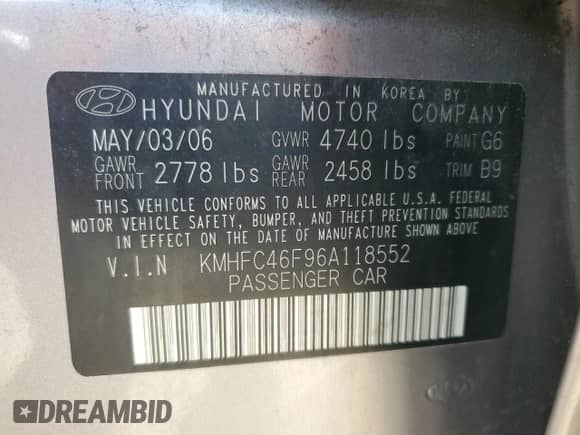 MANUFACTURED IN KOREA BY
HYUNDAI MOTOR COMPANY
MAY/03/06 GVWR 4740 lbs PAINT G6
GAWR FRONT 2778 lbs GAWR REAR 2458 lbs TRIM B9
THIS VEHICLE CONFORMS TO ALL APPLICABLE U.S.A. FEDERAL
MOTOR VEHICLE SAFETY, BUMPER, AND THEFT PREVENTION
STANDARDS IN EFFECT ON THE DATE OF MANUFACTURE SHOWN ABOVE
V.I.N KMHFC46F96A118552
PASSENGER CAR
DREAMBID